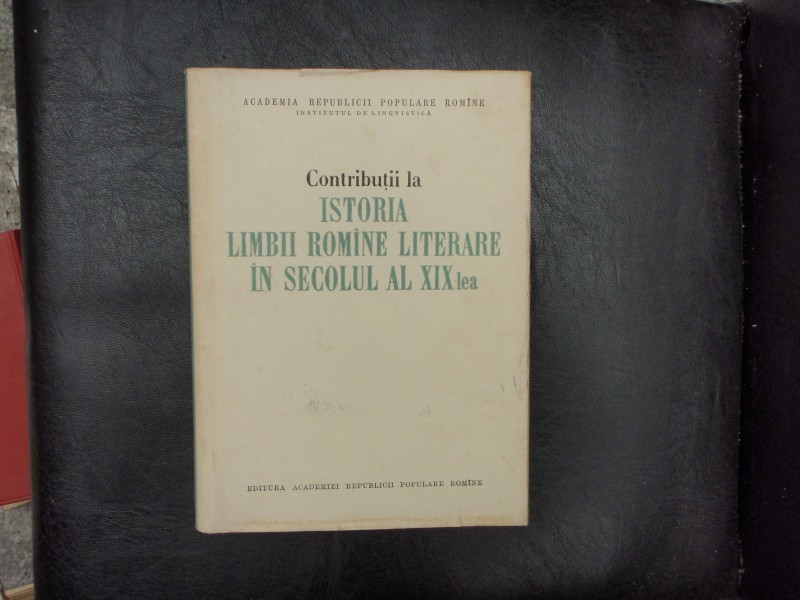 ACADEMIA REPUBLICII POPULARE ROMÎNE
INSTITUTUL DE LINGVISTICĂ
Contribuții la
ISTORIA
LIMBII ROMÎNE LITERARE
ÎN SECOLUL AL XIX-lea
EDITURA ACADEMIEI REPUBLICII POPULARE ROMÎNE